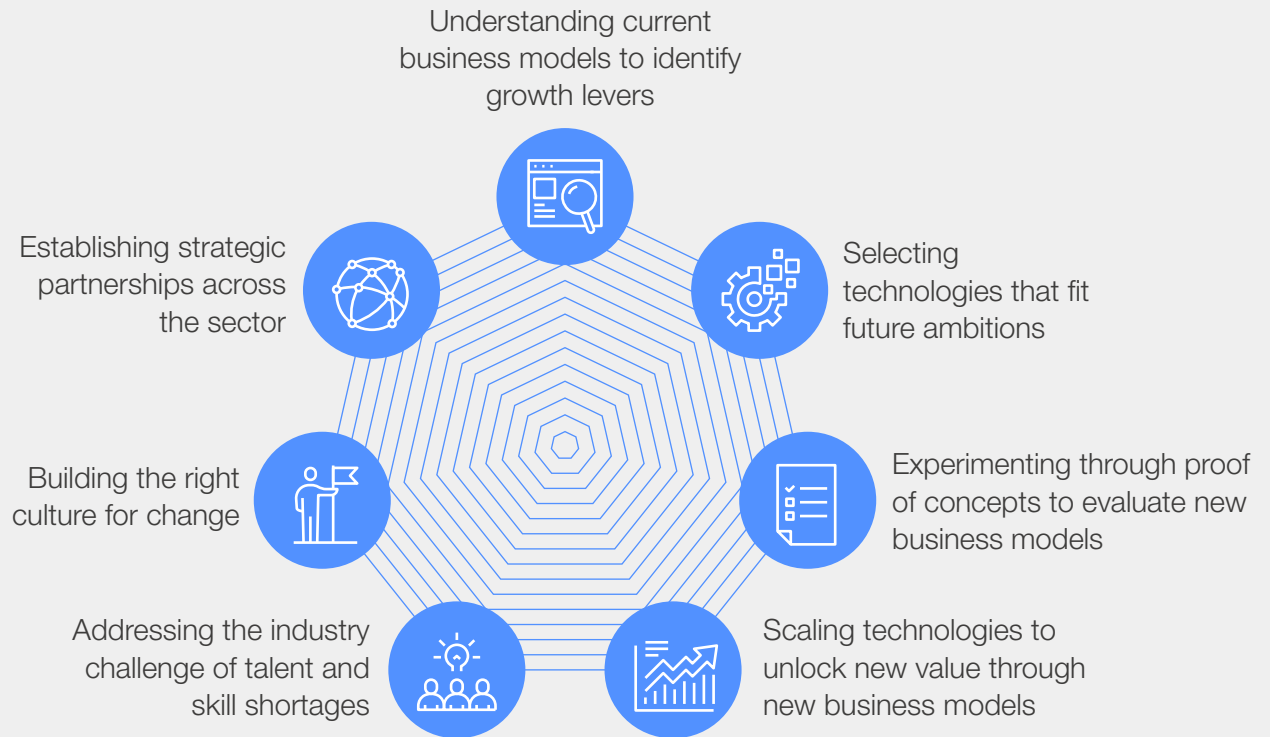 Understanding current
business models to identify
growth levers
Selecting
technologies that fit
future ambitions
Experimenting through proof
of concepts to evaluate new
business models
Scaling technologies to
unlock new value through
new business models
Addressing the industry
challenge of talent and
skill shortages
Building the right
culture for change
Establishing strategic
partnerships across
the sector